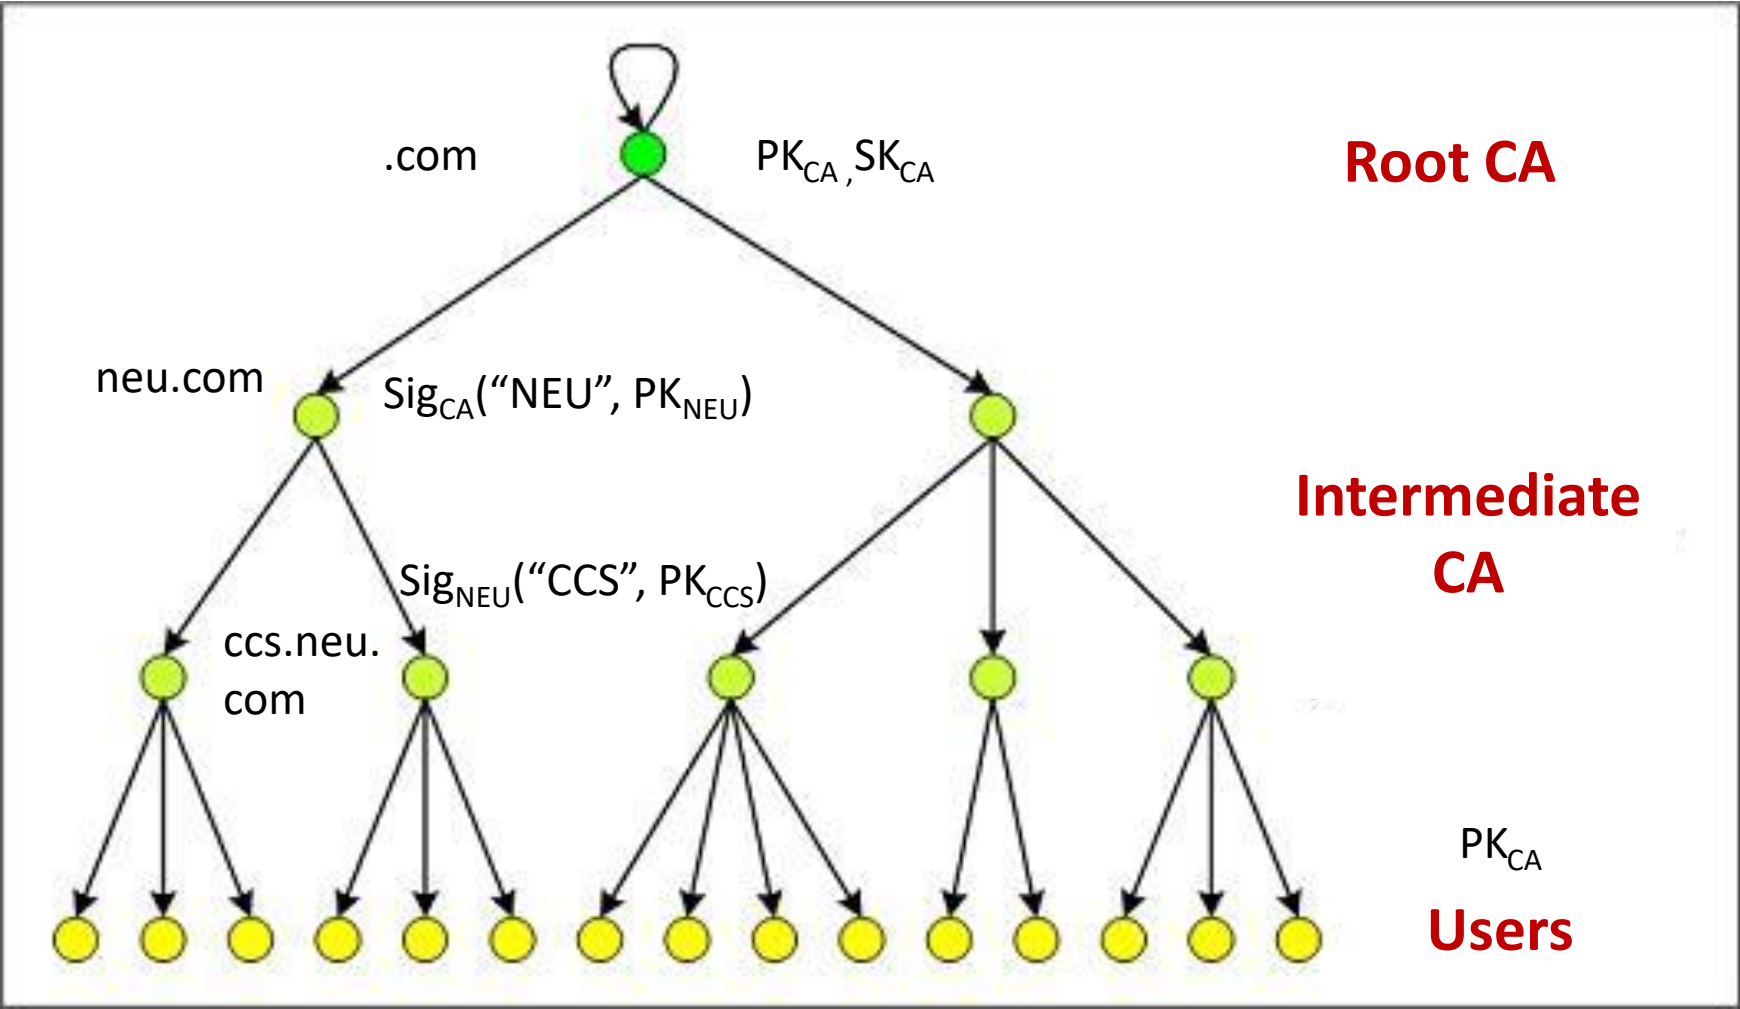 .com
PKCA ,SKCA
Root CA
neu.com
SigCA(“NEU”, PKNEU)
Intermediate
CA
SigNEU(“CCS”, PKCCS)
ccs.neu.
com
PKCA
Users